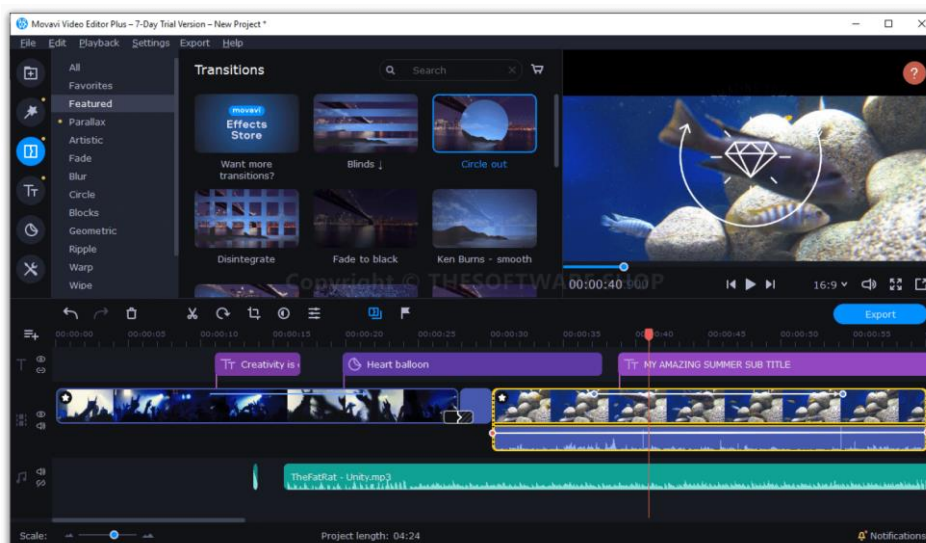 Movavi Video Editor Plus – 7-Day Trial Version – New Project *
File Edit Playback Settings Export Help
All
Favorites
Featured
Parallax
Artistic
Fade
Blur
Circle
Blocks
Geometric
Ripple
Warp
Wipe
Transitions
Search
movavi
Effects
Store
Want more
transitions?
Blinds ↓
Circle out
Disintegrate
Fade to black
Ken Burns - smooth
?
Copyright © THESOFTWARE.SHOP
00:00:40
16:9
Export
00:00:00 00:00:05 00:00:10 00:00:15 00:00:20 00:00:25 00:00:30 00:00:35 00:00:40 00:00:45 00:00:50 00:00:55
Tт Creativity is
Heart balloon
Tт MY AMAZING SUMMER SUB TITLE
TheFatRat - Unity.mp3
Scale:
Project length: 04:24
Notifications